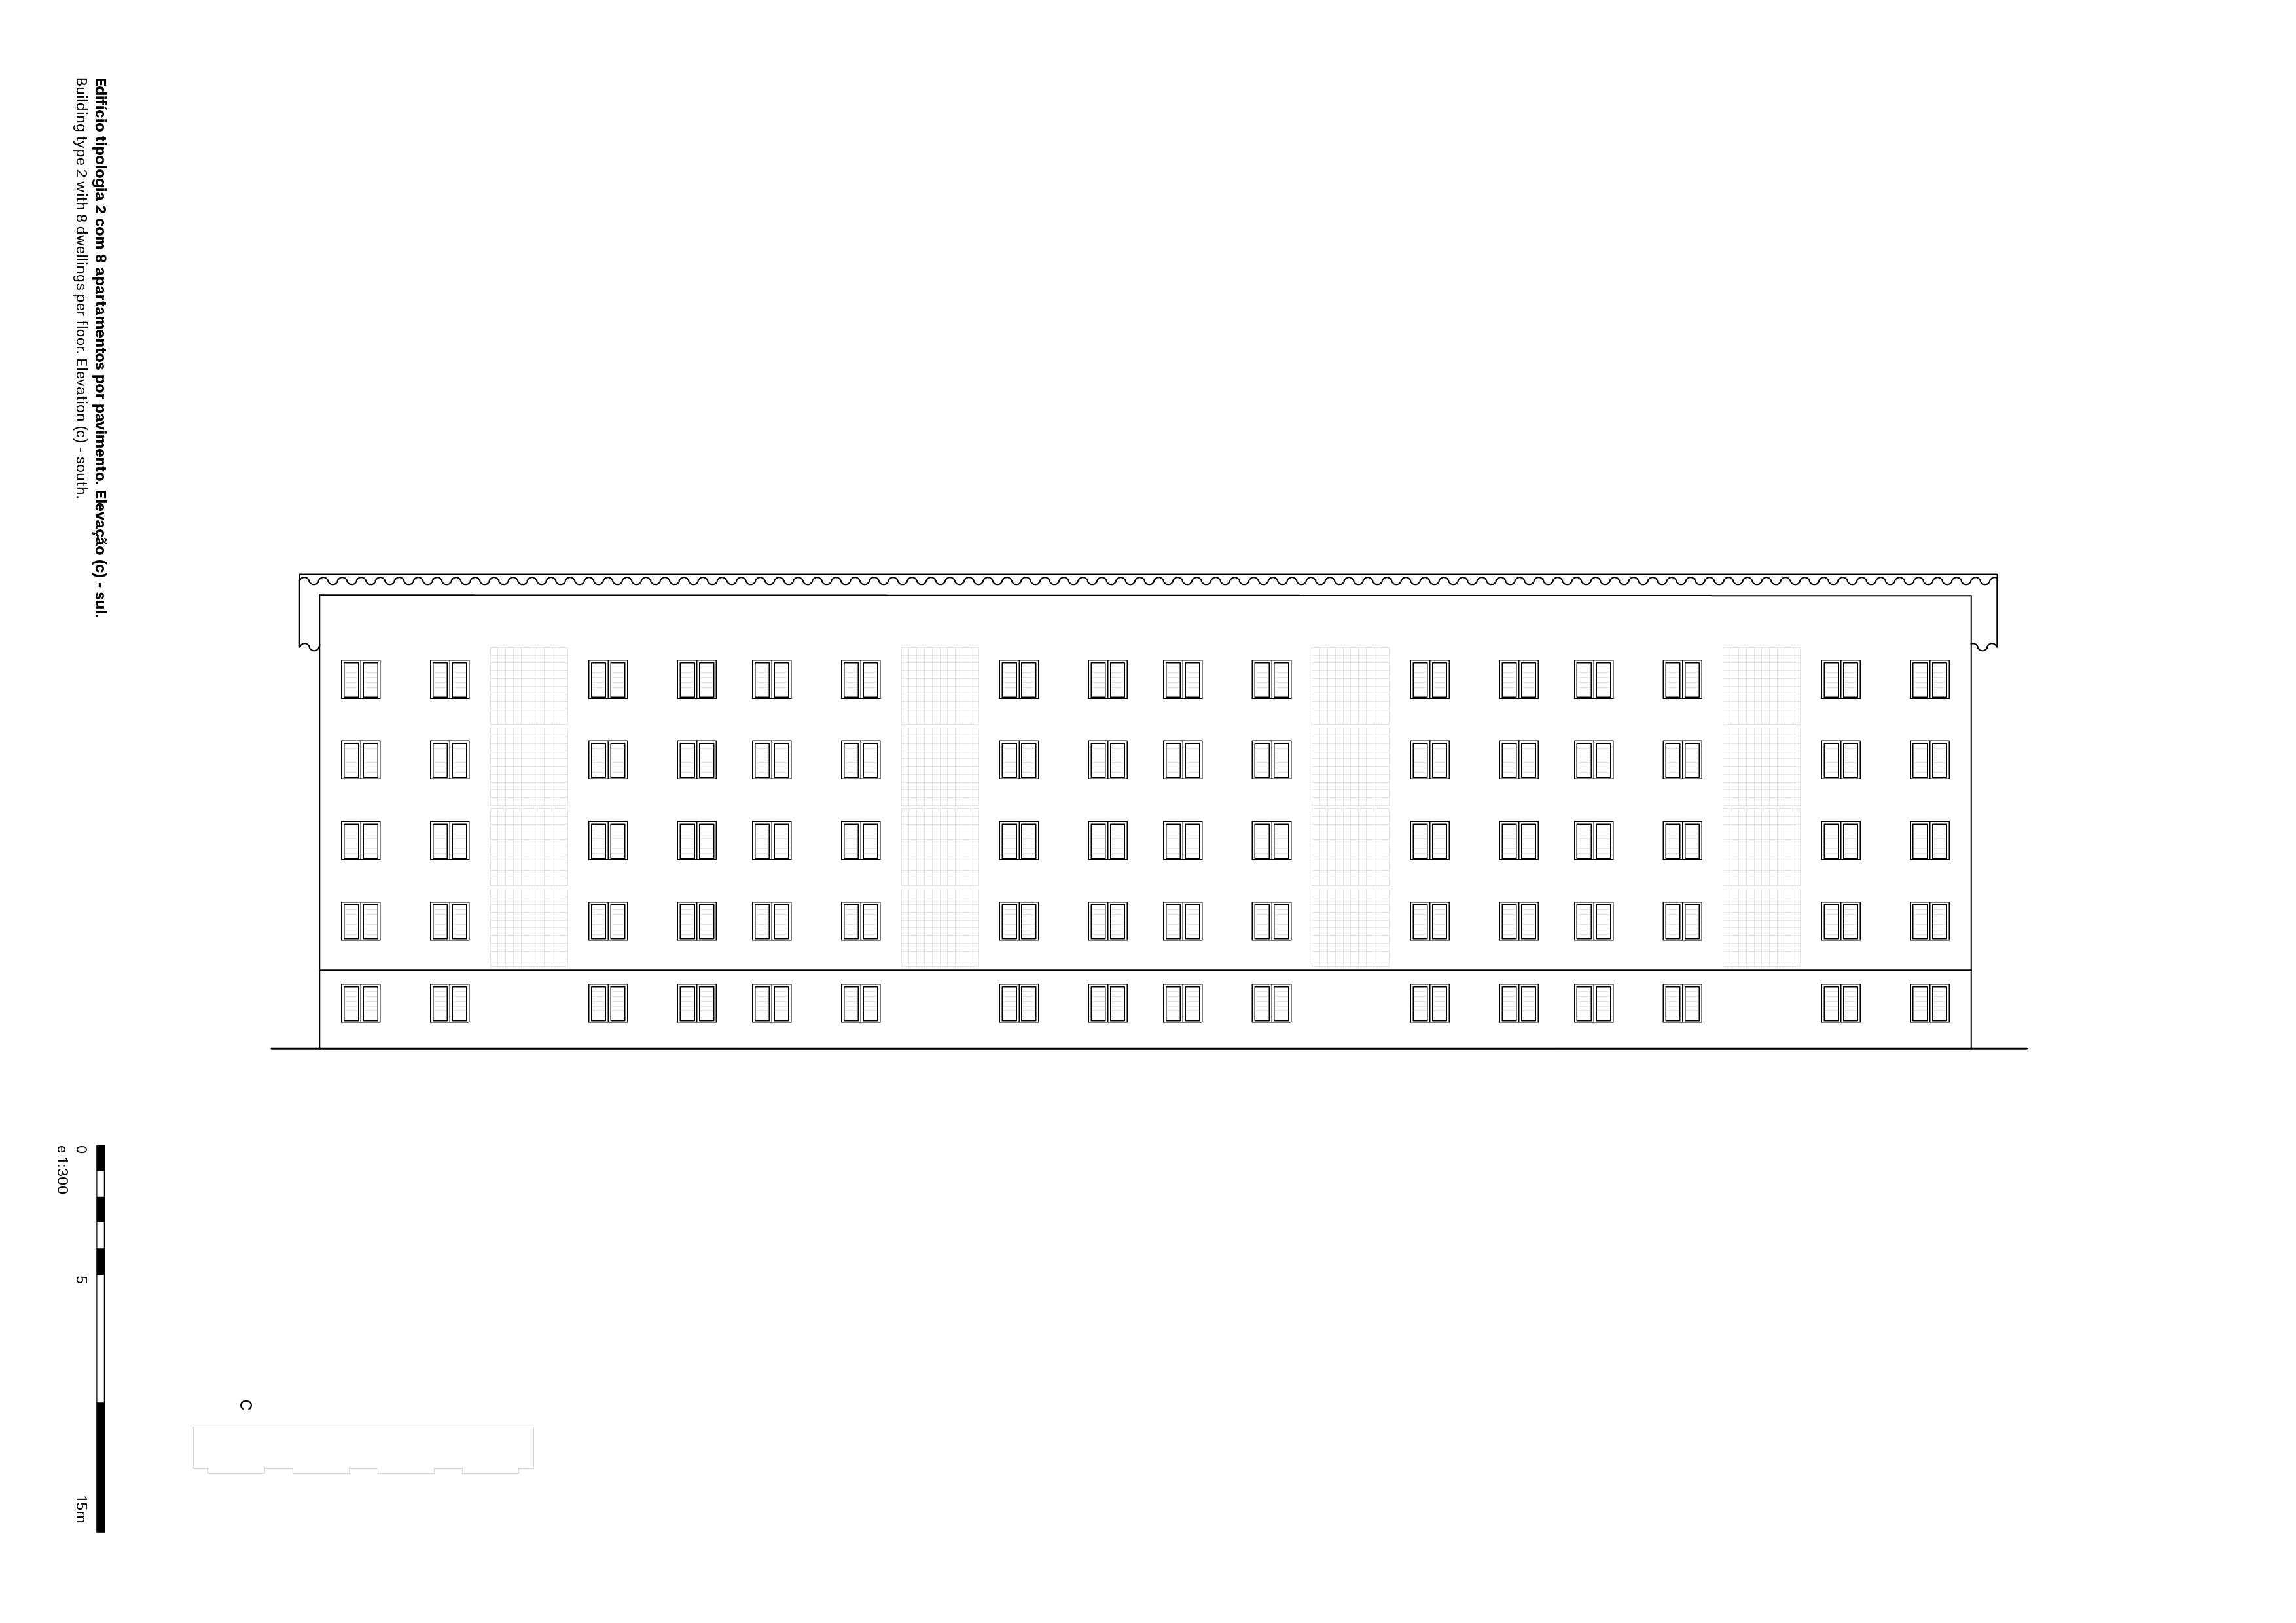 Edifício tipologia 2 com 8 apartamentos por pavimento. Elevação (c) - sul.
Building type 2 with 8 dwellings per floor. Elevation (c) - south.
0 5 15m
e 1:300
C